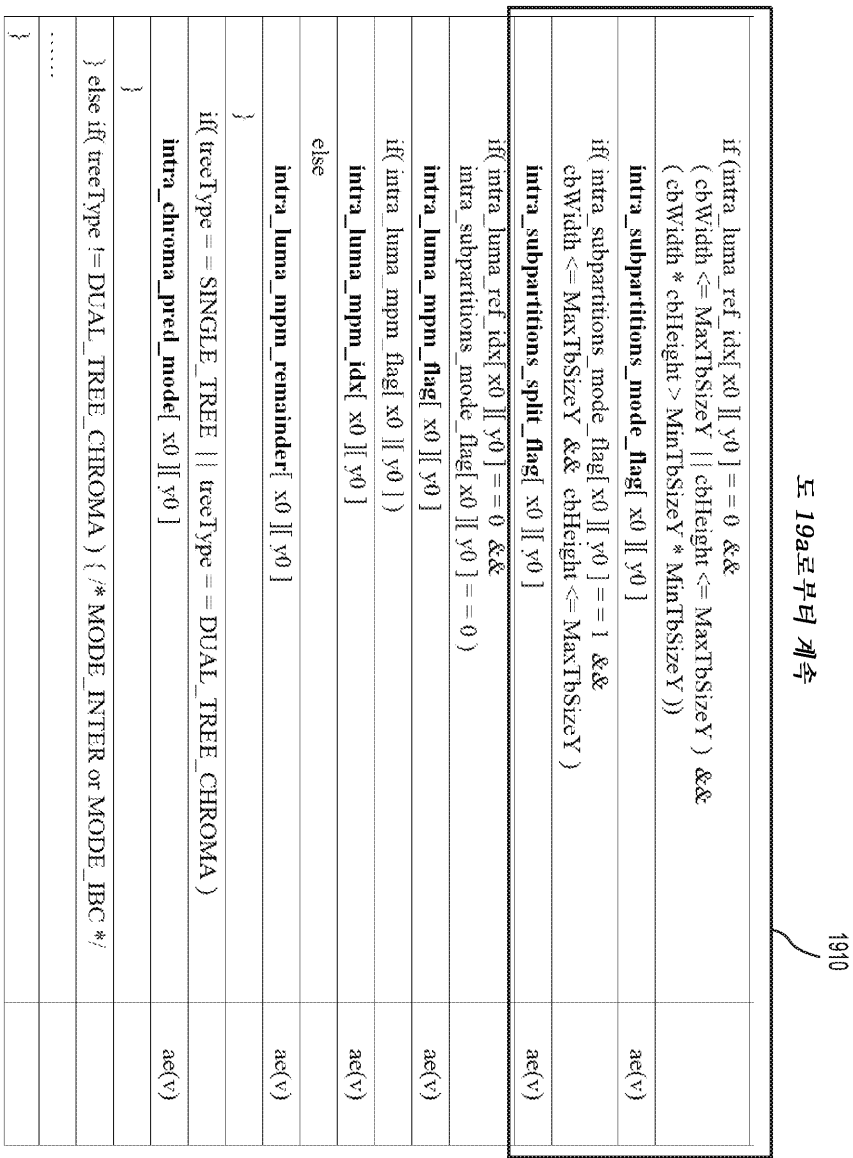 도 19a로부터 계속
1910
if (intra_luma_ref_idx[ x0 ][ y0 ] = = 0 &&
( cbWidth <= MaxTbSizeY | | cbHeight <= MaxTbSizeY ) &&
( cbWidth * cbHeight > MinTbSizeY * MinTbSizeY ))
intra_subpartitions_mode_flag[ x0 ][ y0 ] ae(v)
if( intra_subpartitions_mode_flag[ x0 ][ y0 ] = = 1 &&
cbWidth <= MaxTbSizeY && cbHeight <= MaxTbSizeY )
intra_subpartitions_split_flag[ x0 ][ y0 ] ae(v)
if( intra_luma_ref_idx[ x0 ][ y0 ] = = 0 &&
intra_subpartitions_mode_flag[ x0 ][ y0 ] = = 0 )
intra_luma_mpm_flag[ x0 ][ y0 ] ae(v)
if( intra_luma_mpm_flag[ x0 ][ y0 ] )
intra_luma_mpm_idx[ x0 ][ y0 ] ae(v)
else
intra_luma_mpm_remainder[ x0 ][ y0 ] ae(v)
}
if( treeType = = SINGLE_TREE | | treeType = = DUAL_TREE_CHROMA )
intra_chroma_pred_mode[ x0 ][ y0 ] ae(v)
}
} else if( treeType != DUAL_TREE_CHROMA ) { /* MODE_INTER or MODE_IBC */
……
}